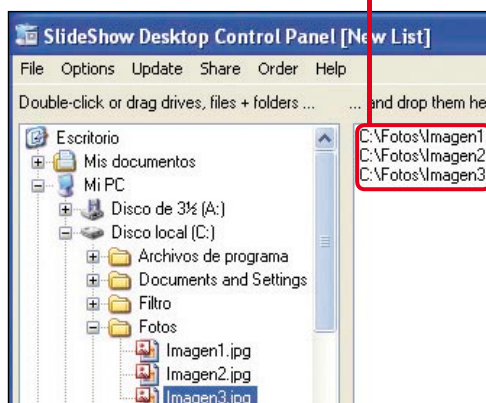 SlideShow Desktop Control Panel [New List]
File Options Update Share Order Help
Double-click or drag drives, files + folders ... ... and drop them he
Escritorio
Mis documentos
Mi PC
Disco de 3½ (A:)
Disco local (C:)
Archivos de programa
Documents and Settings
Filtro
Fotos
Imagen1.jpg
Imagen2.jpg
Imagen3.jpg
C:\Fotos\Imagen1
C:\Fotos\Imagen2
C:\Fotos\Imagen3